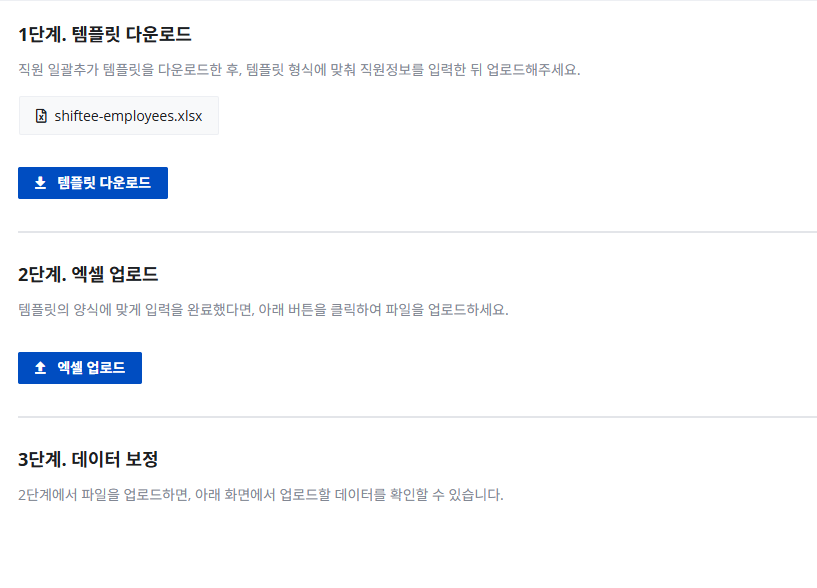 1단계. 템플릿 다운로드
직원 일괄추가 템플릿을 다운로드한 후, 템플릿 형식에 맞춰 직원정보를 입력한 뒤 업로드해주세요.
shiftee-employees.xlsx
템플릿 다운로드
2단계. 엑셀 업로드
템플릿의 양식에 맞게 입력을 완료했다면, 아래 버튼을 클릭하여 파일을 업로드하세요.
엑셀 업로드
3단계. 데이터 보정
2단계에서 파일을 업로드하면, 아래 화면에서 업로드할 데이터를 확인할 수 있습니다.